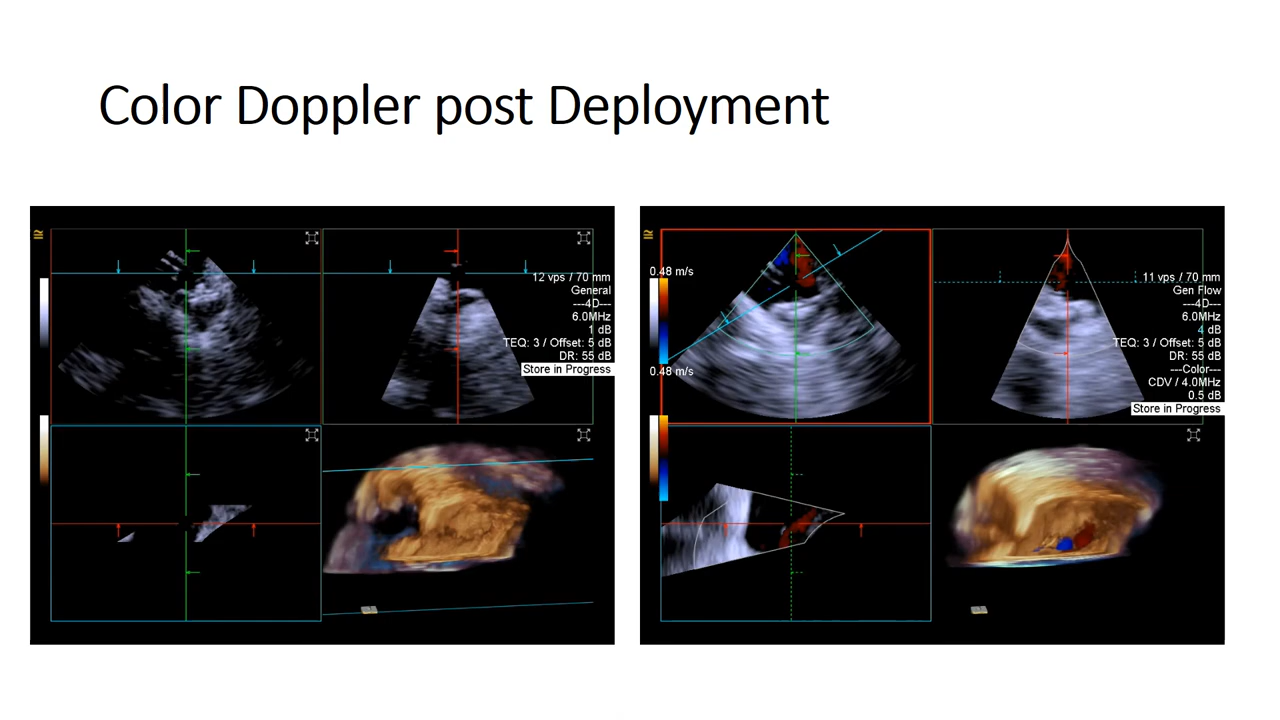 Color Doppler post Deployment
12 vps / 70 mm
General
---4D---
6.0MHz
1 dB
TEQ: 3 / Offset: 5 dB
DR: 55 dB
Store in Progress
0.48 m/s
0.48 m/s
11 vps / 70 mm
Gen Flow
---4D---
6.0MHz
4 dB
TEQ: 3 / Offset: 5 dB
DR: 55 dB
---Color---
CDV / 4.0MHz
0.5 dB
Store in Progress